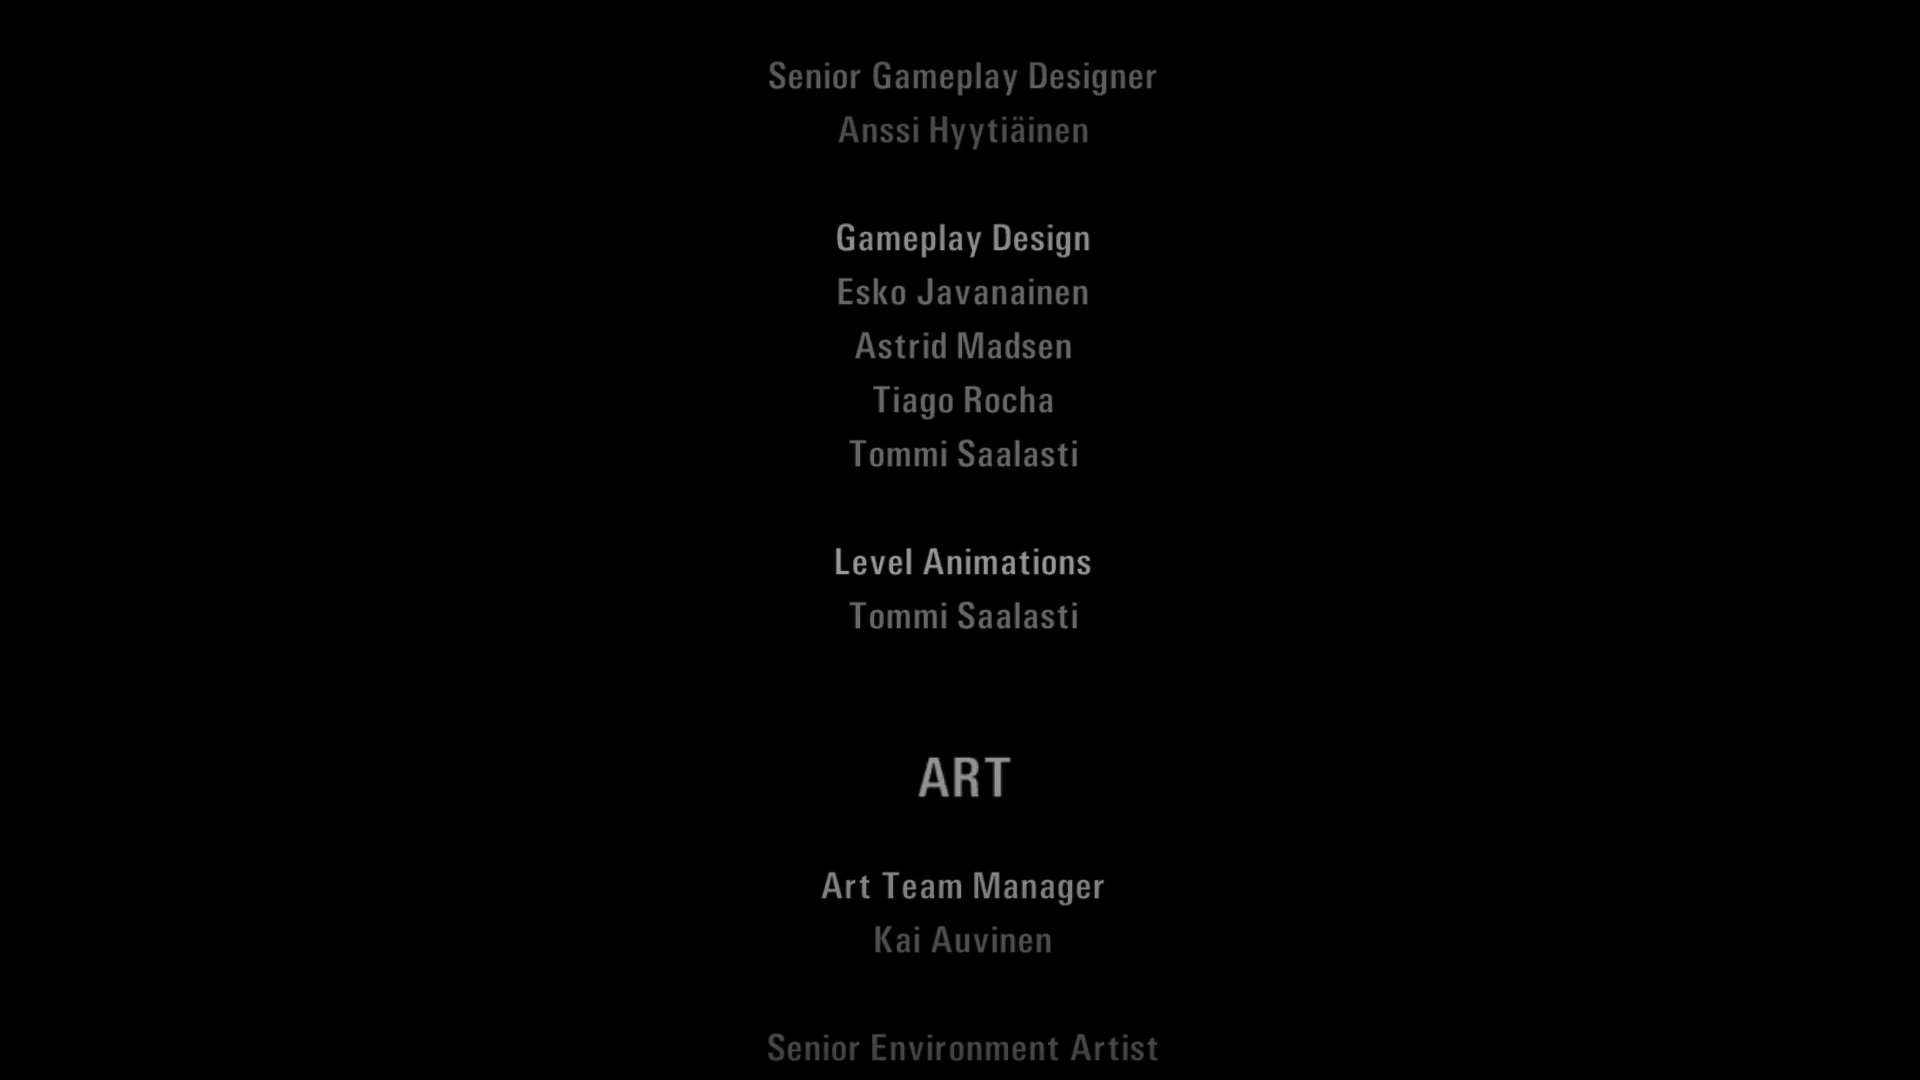 Senior Gameplay Designer
Anssi Hyytiäinen
Gameplay Design
Esko Javanainen
Astrid Madsen
Tiago Rocha
Tommi Saalasti
Level Animations
Tommi Saalasti
ART
Art Team Manager
Kai Auvinen
Senior Environment Artist